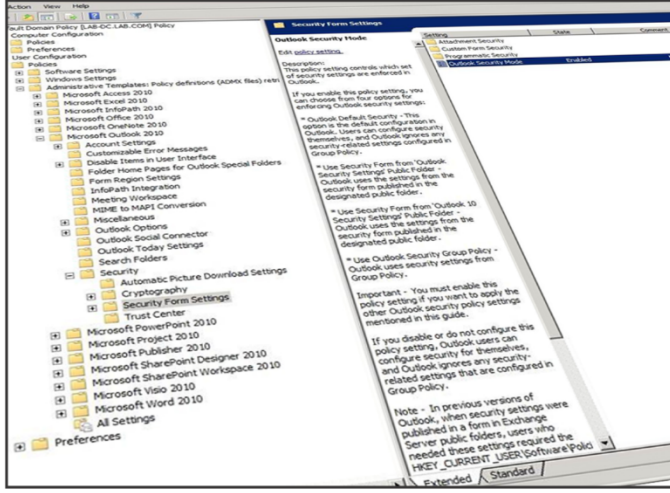 Action View Help
ault Domain Policy [LAB-DC.LAB.COM] Policy
Computer Configuration
Policies
Preferences
User Configuration
Policies
Software Settings
Windows Settings
Administrative Templates: Policy definitions (ADMX files) retri
Microsoft Access 2010
Microsoft Excel 2010
Microsoft InfoPath 2010
Microsoft Office 2010
Microsoft OneNote 2010
Microsoft Outlook 2010
Account Settings
Customizable Error Messages
Disable Items in User Interface
Folder Home Pages for Outlook Special Folders
Form Region Settings
InfoPath Integration
Meeting Workspace
MIME to MAPI Conversion
Miscellaneous
Outlook Options
Outlook Social Connector
Outlook Today Settings
Search Folders
Security
Automatic Picture Download Settings
Cryptography
Security Form Settings
Trust Center
Microsoft PowerPoint 2010
Microsoft Project 2010
Microsoft Publisher 2010
Microsoft SharePoint Designer 2010
Microsoft SharePoint Workspace 2010
Microsoft Visio 2010
Microsoft Word 2010
All Settings
Preferences
Security Form Settings
Outlook Security Mode
Edit policy setting.
Description:
This policy setting controls which set
of security settings are enforced in
Outlook.
If you enable this policy setting, you
can choose from four options for
enforcing Outlook security settings:
* Outlook Default Security - This
option is the default configuration in
Outlook. Users can configure security
themselves, and Outlook ignores any
security-related settings configured in
Group Policy.
* Use Security Form from 'Outlook
Security Settings' Public Folder -
Outlook uses the settings from the
security form published in the
designated public folder.
* Use Security Form from 'Outlook 10
Security Settings' Public Folder -
Outlook uses the settings from the
security form published in the
designated public folder.
* Use Outlook Security Group Policy -
Outlook uses security settings from
Group Policy.
Important - You must enable this
policy setting if you want to apply the
other Outlook security policy settings
mentioned in this guide.
If you disable or do not configure this
policy setting, Outlook users can
configure security for themselves,
and Outlook ignores any security-
related settings that are configured in
Group Policy.
Note - In previous versions of
Outlook, when security settings were
published in a form in Exchange
Server public folders, users who
needed these settings required the
HKEY_CURRENT_USER\Software\Polici
Extended Standard
Setting State Comment
Attachment Security
Custom Form Security
Programmatic Security
Outlook Security Mode Enabled